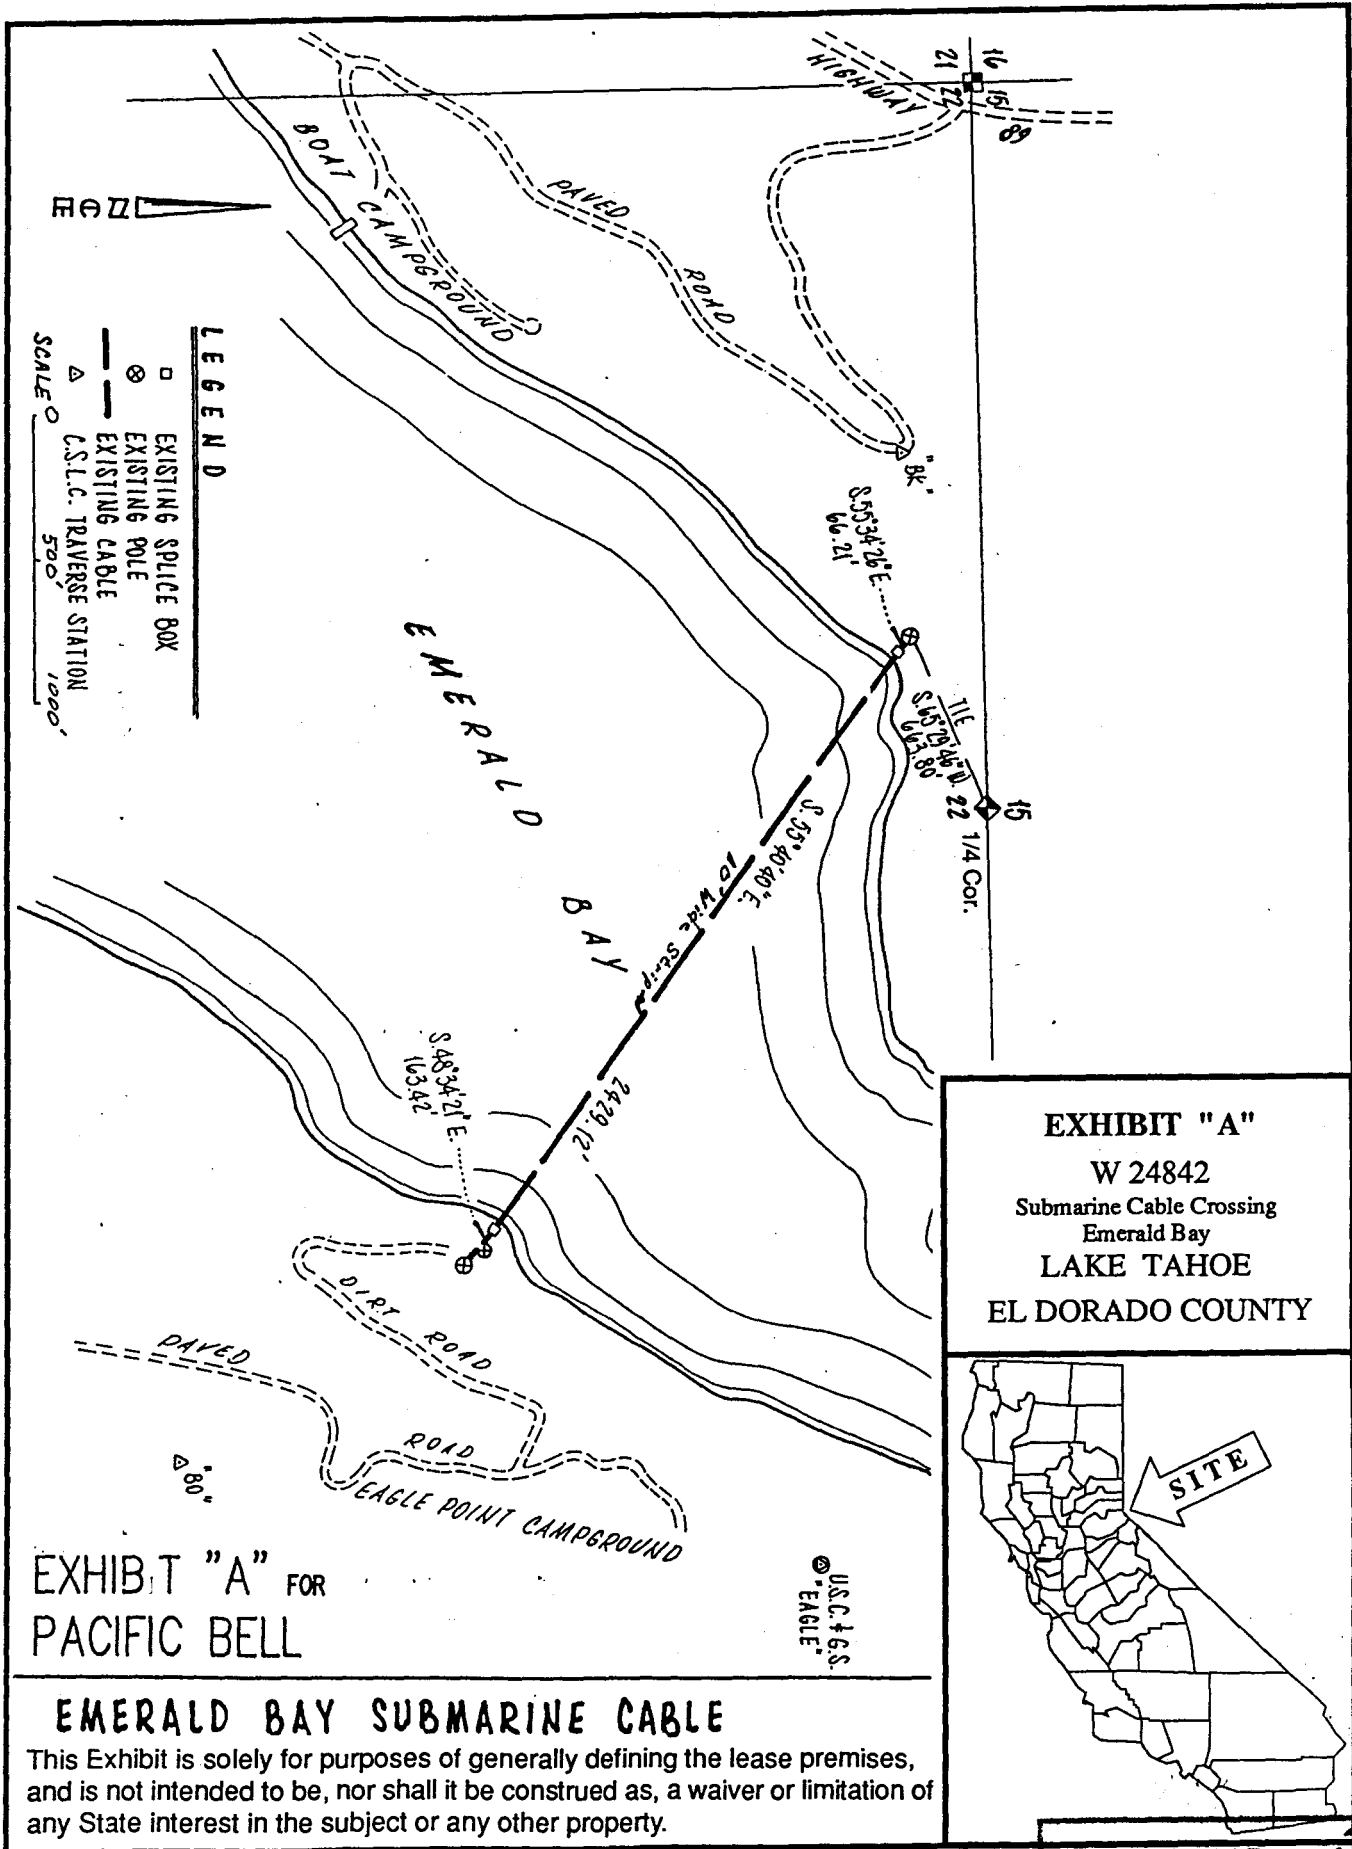 16
21
15
22
HIGHWAY
89
BOAT CAMPGROUND
PAVED
ROAD
"BK"
S.55°34'26"E.
66.21'
TIE
S.65°29'46"W.
663.80'
15
22
1/4 Cor.
LEGEND
EXISTING SPLICE BOX
EXISTING POLE
EXISTING CABLE
C.S.L.C. TRAVERSE STATION
SCALE 0 500' 1000'
EMERALD BAY
S.55°40'40"E.
10' Wide Strip
2429.12'
S.48°34'21"E.
163.42'
DIRT ROAD
PAVED
ROAD
EAGLE POINT CAMPGROUND
"80"
U.S.C.&G.S.
"EAGLE"
EXHIBIT "A" FOR
PACIFIC BELL
EMERALD BAY SUBMARINE CABLE
This Exhibit is solely for purposes of generally defining the lease premises,
and is not intended to be, nor shall it be construed as, a waiver or limitation of
any State interest in the subject or any other property.
EXHIBIT "A"
W 24842
Submarine Cable Crossing
Emerald Bay
LAKE TAHOE
EL DORADO COUNTY
SITE